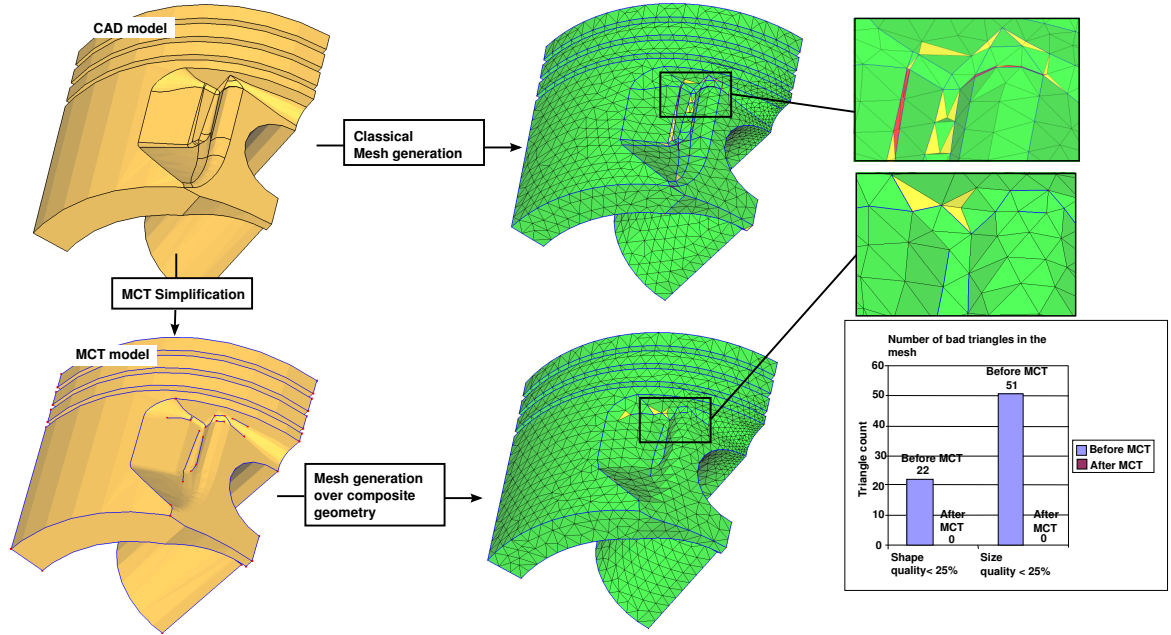 CAD model
Classical
Mesh generation
MCT Simplification
MCT model
Mesh generation
over composite
geometry
Number of bad triangles in the
mesh
Triangle count
60
50
40
30
20
10
0
Before MCT
22
After
MCT
0
Before MCT
51
After
MCT
0
Shape
quality< 25%
Size
quality < 25%
Before MCT
After MCT